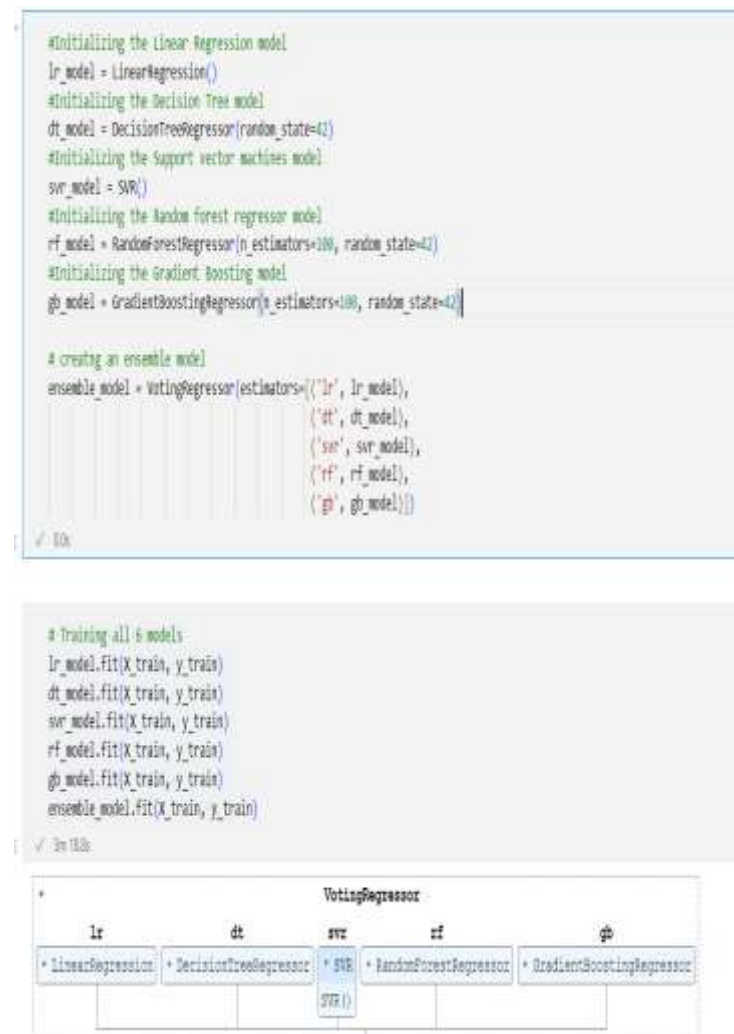 #Initializing the Linear Regression model
lr_model = LinearRegression()
#Initializing the Decision Tree model
dt_model = DecisionTreeRegressor(random_state=42)
#Initializing the Support vector machines model
svr_model = SVR()
#Initializing the Random forest regressor model
rf_model = RandomForestRegressor(n_estimators=100, random_state=42)
#Initializing the Gradient Boosting model
gb_model = GradientBoostingRegressor(n_estimators=100, random_state=42)
# creatng an ensemble model
ensemble_model = VotingRegressor(estimators=[('lr', lr_model),
('dt', dt_model),
('svr', svr_model),
('rf', rf_model),
('gb', gb_model)])
✓
# Training all 6 models
lr_model.fit(X_train, y_train)
dt_model.fit(X_train, y_train)
svr_model.fit(X_train, y_train)
rf_model.fit(X_train, y_train)
gb_model.fit(X_train, y_train)
ensemble_model.fit(X_train, y_train)
✓ 3m
VotingRegressor
lr dt svr rf gb
LinearRegression DecisionTreeRegressor SVR RandomForestRegressor GradientBoostingRegressor
SVR()